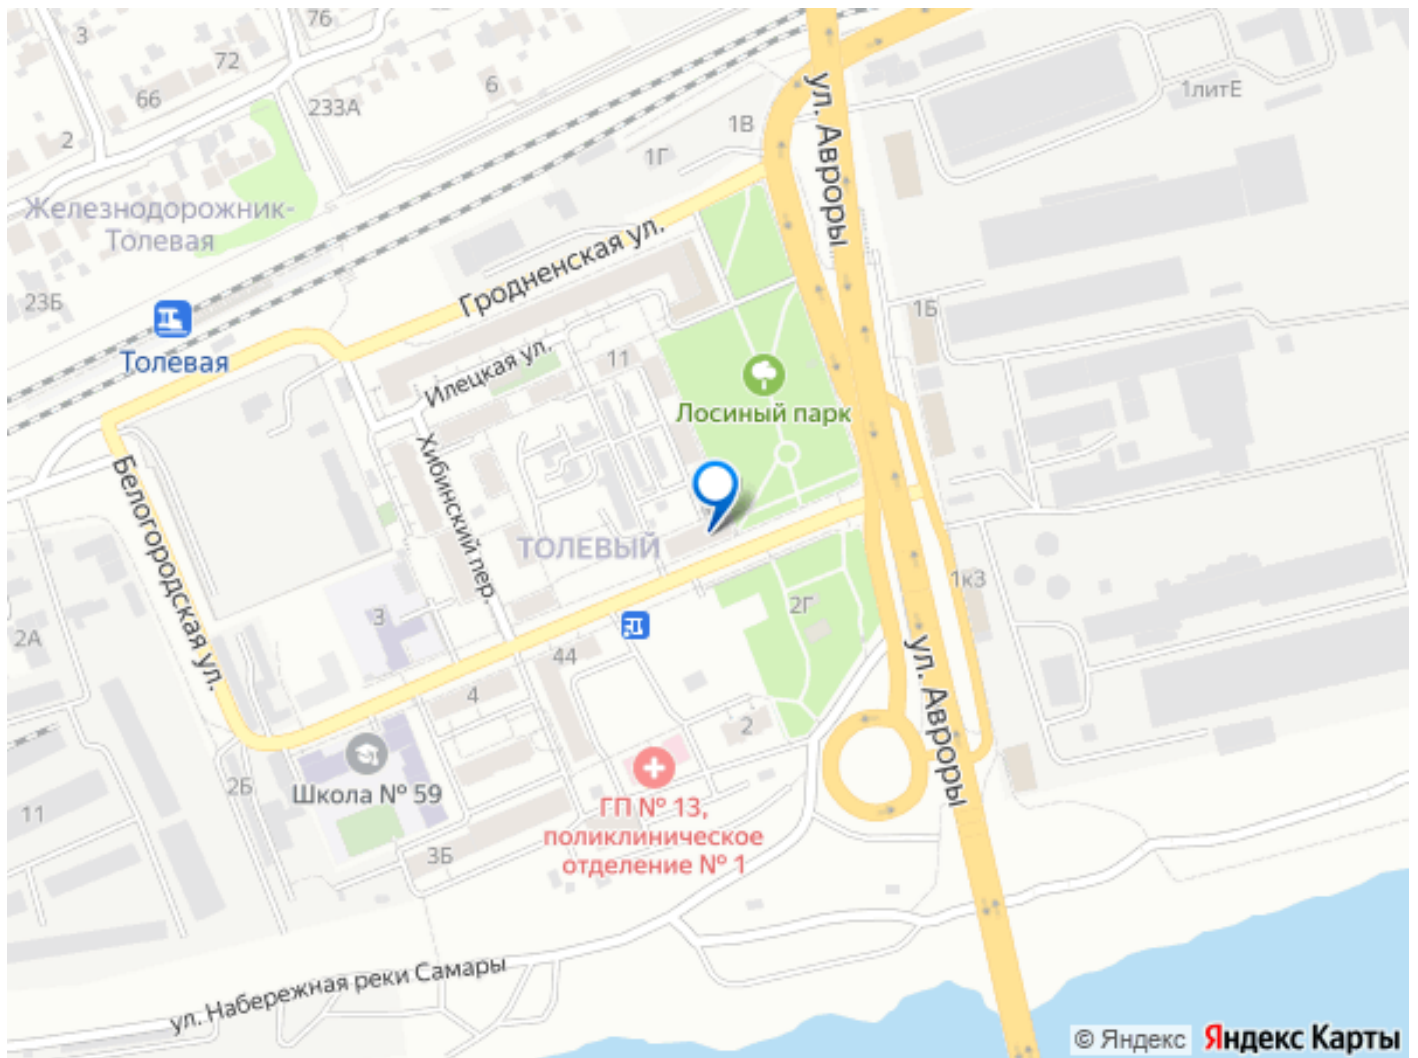 76
3
72
6
66
233А
2
1литЕ
1В
1Г
ул. Авроры
Железнодорожник-
Толевая
Гродненская ул.
23Б
1Б
Толевая
11
Илецкая ул.
Лосиный парк
Хибинский пер.
Белогородская ул.
ТОЛЕВЫЙ
1к3
2Г
3
2А
44
ул. Авроры
4
2
2Б
Школа № 59
11
ГП № 13,
поликлиническое
отделение № 1
3Б
ул. Набережная реки Самары
© Яндекс Яндекс Карты